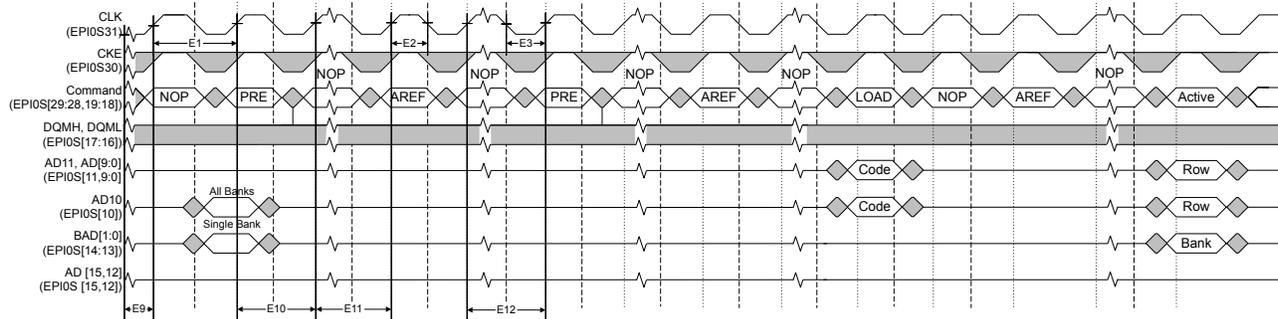 CLK
(EPI0S31)
E1
E2
E3
CKE
(EPI0S30)
NOP
NOP
NOP
NOP
NOP
Command
(EPI0S[29:28,19:18])
NOP
PRE
AREF
PRE
AREF
LOAD
NOP
AREF
Active
DQMH, DQML
(EPI0S[17:16])
AD11, AD[9:0]
(EPI0S[11,9:0]
Code
Row
All Banks
AD10
(EPI0S[10])
Code
Row
Single Bank
BAD[1:0]
(EPI0S[14:13])
Bank
AD [15,12]
(EPI0S [15,12])
E9
E10
E11
E12